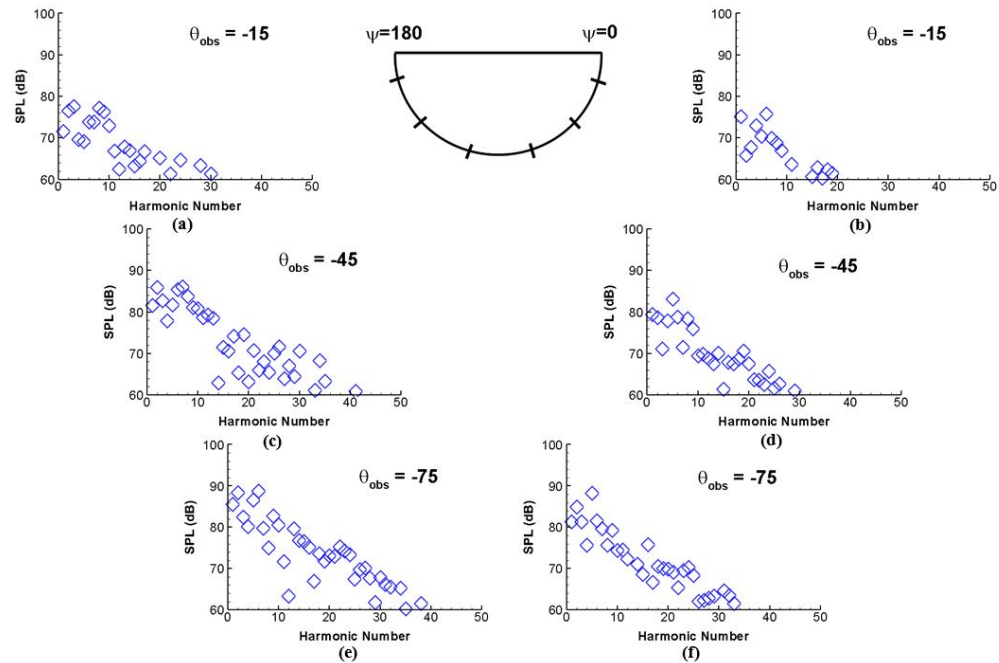 θobs = -15
100
90
80
70
60
SPL (dB)
0 10 20 30 40 50
Harmonic Number
(a)
ψ=180 ψ=0
θobs = -15
100
90
80
70
60
SPL (dB)
0 10 20 30 40 50
Harmonic Number
(b)
θobs = -45
100
90
80
70
60
SPL (dB)
0 10 20 30 40 50
Harmonic Number
(c)
θobs = -45
100
90
80
70
60
SPL (dB)
0 10 20 30 40 50
Harmonic Number
(d)
θobs = -75
100
90
80
70
60
SPL (dB)
0 10 20 30 40 50
Harmonic Number
(e)
θobs = -75
100
90
80
70
60
SPL (dB)
0 10 20 30 40 50
Harmonic Number
(f)